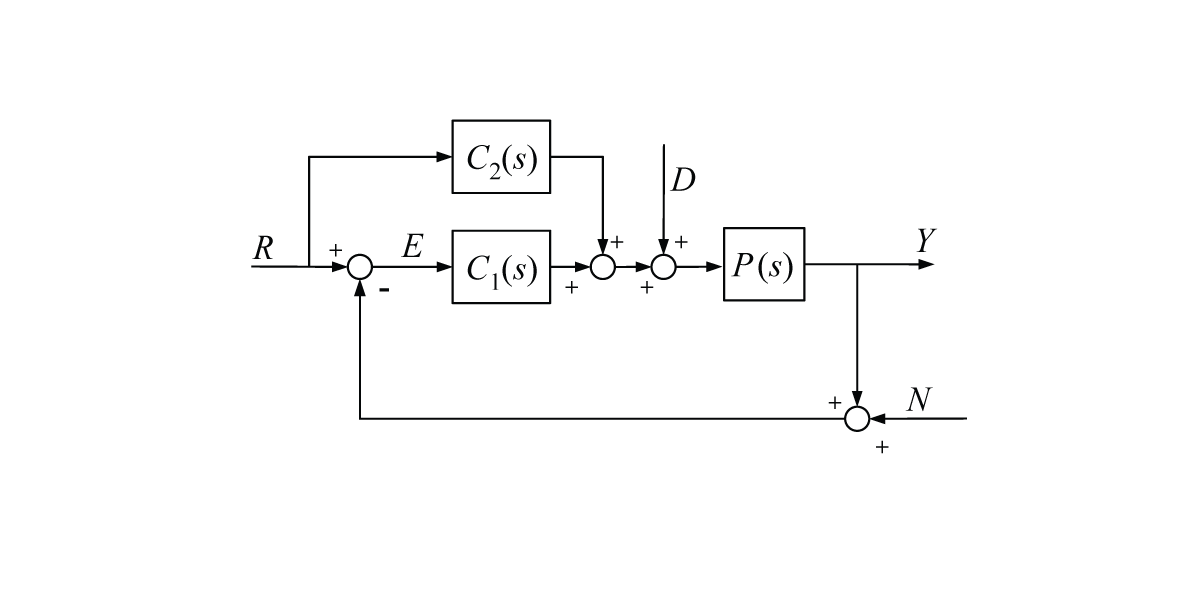 C₂(s)
D
R + E + + Y
C₁(s) P(s)
- + +
+ N
+